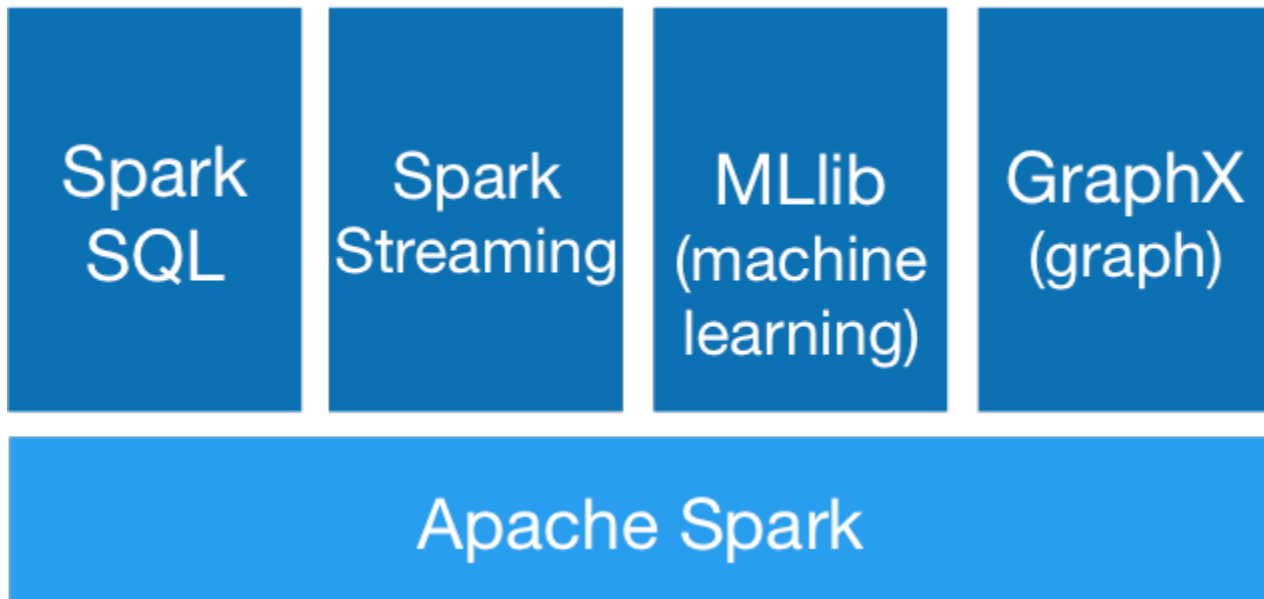 Spark
SQL
Spark
Streaming
MLlib
(machine
learning)
GraphX
(graph)
Apache Spark